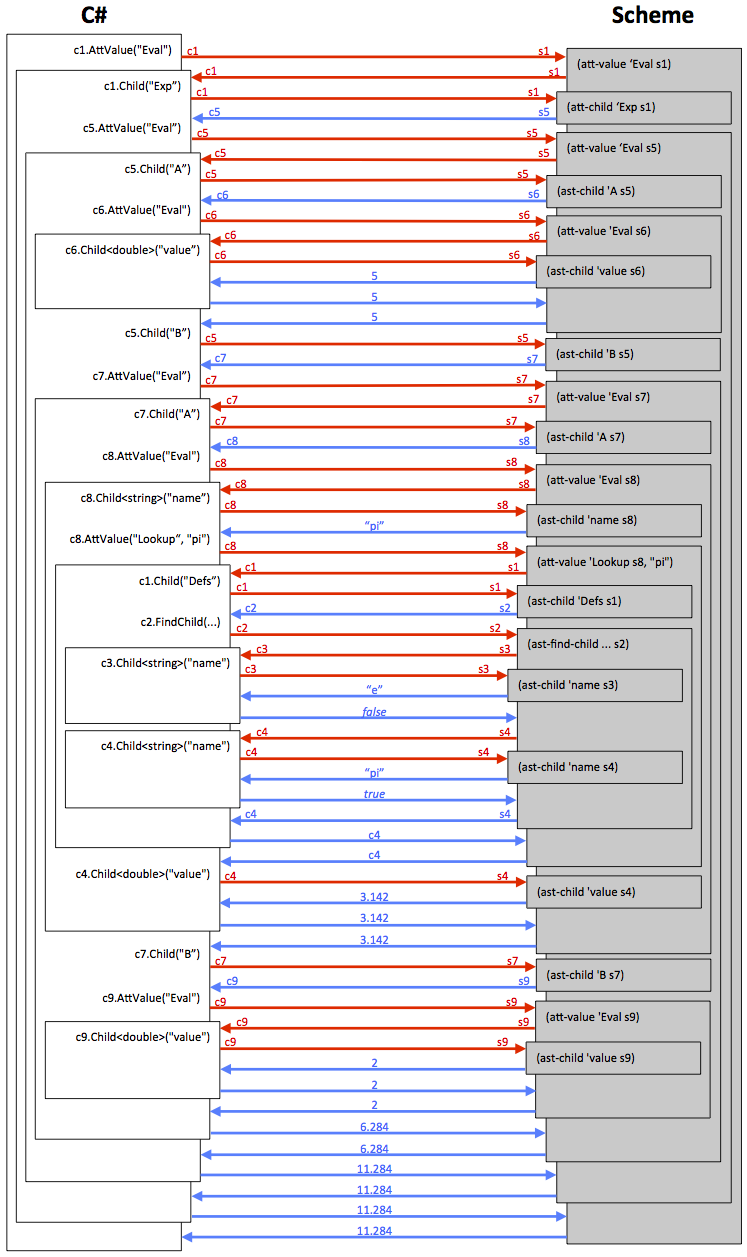 C# Scheme
c1.AttValue("Eval") c1 s1 (att-value ‘Eval s1)
c1 s1
c1.Child("Exp”) c1 s1 (att-child ‘Exp s1)
c5 s5
c5.AttValue("Eval”) c5 s5 (att-value ‘Eval s5)
c5 s5
c5.Child("A”) c5 s5 (ast-child 'A s5)
c6 s6
c6.AttValue("Eval") c6 s6 (att-value 'Eval s6)
c6 s6
c6.Child<double>("value”) c6 s6 (ast-child 'value s6)
5
5
5
c5.Child("B”) c5 s5 (ast-child 'B s5)
c7 s7
c7.AttValue("Eval”) c7 s7 (att-value 'Eval s7)
c7 s7
c7.Child("A”) c7 s7 (ast-child 'A s7)
c8 s8
c8.AttValue("Eval") c8 s8 (att-value 'Eval s8)
c8 s8
c8.Child<string>("name”) c8 s8 (ast-child 'name s8)
“pi”
c8.AttValue("Lookup“, "pi") c8 s8 (att-value 'Lookup s8, "pi”)
c1 s1
c1.Child("Defs”) c1 s1 (ast-child 'Defs s1)
c2 s2
c2.FindChild(...) c2 s2 (ast-find-child ... s2)
c3 s3
c3.Child<string>("name") c3 s3 (ast-child 'name s3)
“e”
false
c4 s4
c4.Child<string>("name") c4 s4 (ast-child 'name s4)
“pi”
true
c4 s4
c4
c4
c4.Child<double>("value") c4 s4 (ast-child 'value s4)
3.142
3.142
3.142
c7.Child("B”) c7 s7 (ast-child 'B s7)
c9 s9
c9.AttValue("Eval") c9 s9 (att-value 'Eval s9)
c9 s9
c9.Child<double>("value") c9 s9 (ast-child 'value s9)
2
2
2
6.284
6.284
11.284
11.284
11.284
11.284